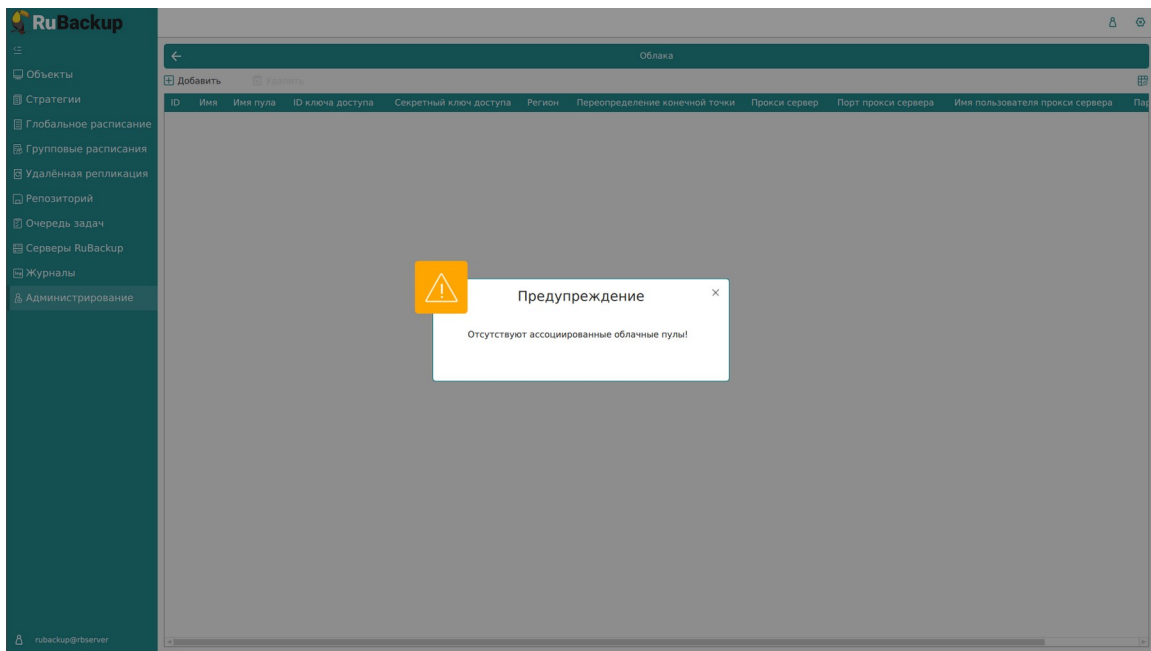 RuBackup
Облака
Объекты
Стратегии
Глобальное расписание
Групповые расписания
Удалённая репликация
Репозиторий
Очередь задач
Серверы RuBackup
Журналы
Администрирование
Добавить Удалить
ID Имя Имя пула ID ключа доступа Секретный ключ доступа Регион Переопределение конечной точки Прокси сервер Порт прокси сервера Имя пользователя прокси сервера Пар
Предупреждение
Отсутствуют ассоциированные облачные пулы!
rubackup@rbserver